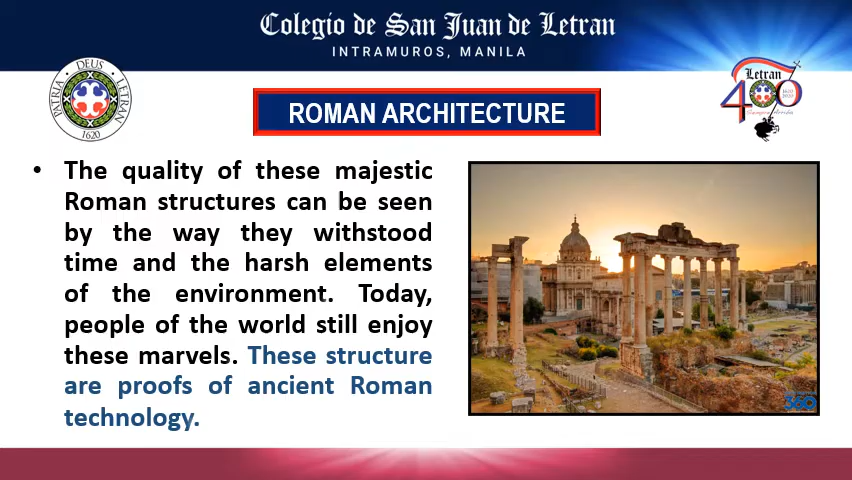 Colegio de San Juan de Letran
INTRAMUROS, MANILA
DEUS
PATRIA
LETRAN
1620
Letran
400
ROMAN ARCHITECTURE
• The quality of these majestic
Roman structures can be seen
by the way they withstood
time and the harsh elements
of the environment. Today,
people of the world still enjoy
these marvels. These structure
are proofs of ancient Roman
technology.
360